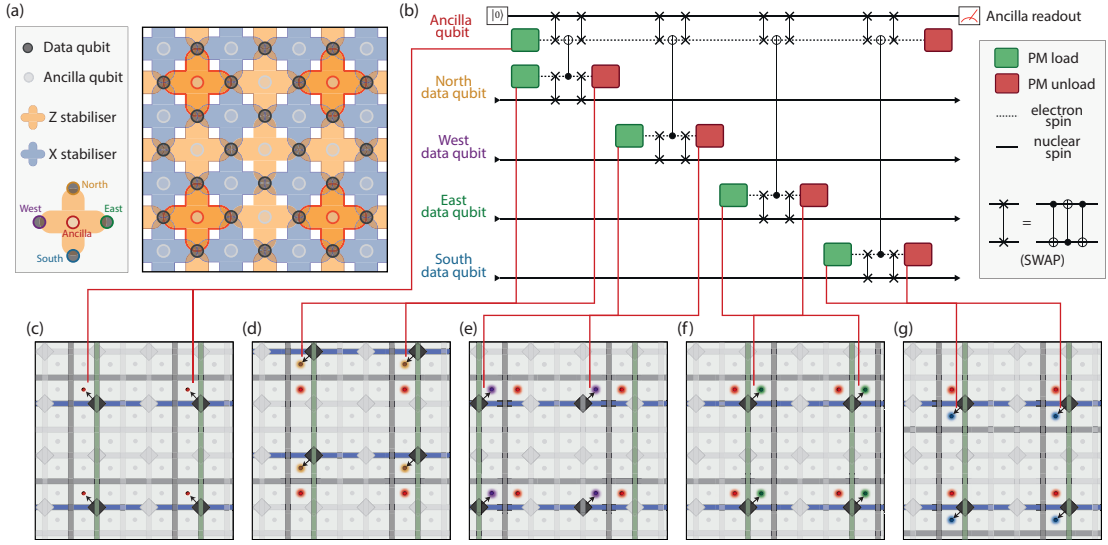 (a)
Data qubit
Ancilla qubit
Z stabiliser
X stabiliser
North
West
East
Ancilla
South
(b)
|0⟩
Ancilla
qubit
Ancilla readout
North
data qubit
West
data qubit
East
data qubit
South
data qubit
PM load
PM unload
electron
spin
nuclear
spin
=
(SWAP)
(c)
(d)
(e)
(f)
(g)